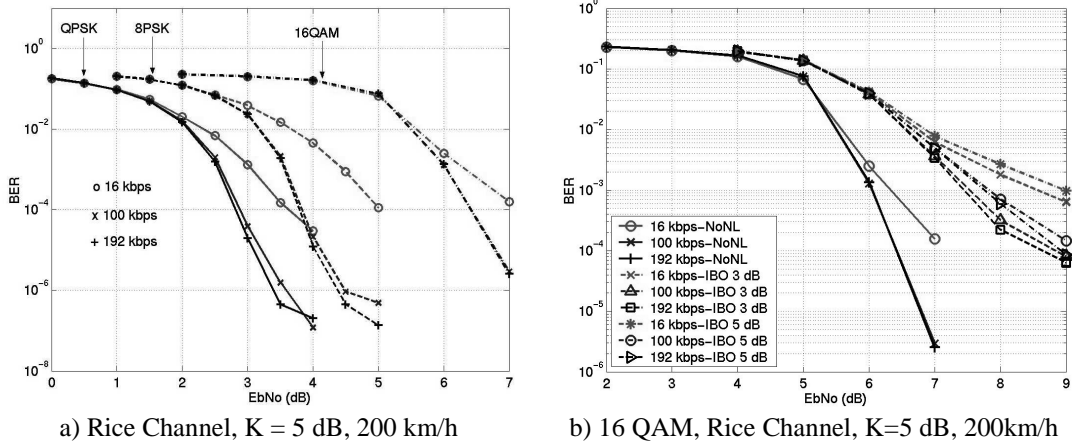 QPSK
8PSK
16QAM
10^0
10^-2
10^-4
10^-6
10^-8
BER
o 16 kbps
x 100 kbps
+ 192 kbps
0 1 2 3 4 5 6 7
EbNo (dB)
a) Rice Channel, K = 5 dB, 200 km/h
10^0
10^-1
10^-2
10^-3
10^-4
10^-5
10^-6
BER
16 kbps-NoNL
100 kbps-NoNL
192 kbps-NoNL
16 kbps-IBO 3 dB
100 kbps-IBO 3 dB
192 kbps-IBO 3 dB
16 kbps-IBO 5 dB
100 kbps-IBO 5 dB
192 kbps-IBO 5 dB
2 3 4 5 6 7 8 9
EbNo (dB)
b) 16 QAM, Rice Channel, K=5 dB, 200km/h